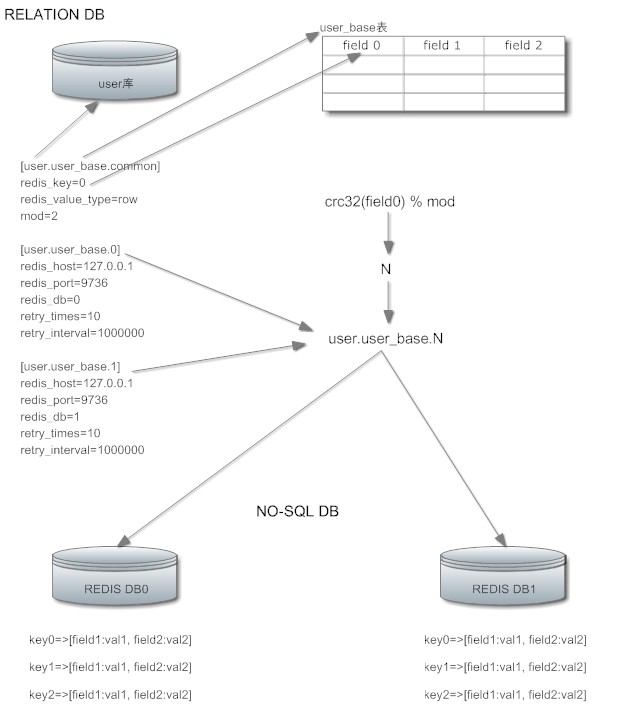 RELATION DB
user库
user_base表
field 0 field 1 field 2
[user.user_base.common]
redis_key=0
redis_value_type=row
mod=2
[user.user_base.0]
redis_host=127.0.0.1
redis_port=9736
redis_db=0
retry_times=10
retry_interval=1000000
[user.user_base.1]
redis_host=127.0.0.1
redis_port=9736
redis_db=1
retry_times=10
retry_interval=1000000
crc32(field0) % mod
N
user.user_base.N
NO-SQL DB
REDIS DB0
key0=>[field1:val1, field2:val2]
key1=>[field1:val1, field2:val2]
key2=>[field1:val1, field2:val2]
REDIS DB1
key0=>[field1:val1, field2:val2]
key1=>[field1:val1, field2:val2]
key2=>[field1:val1, field2:val2]